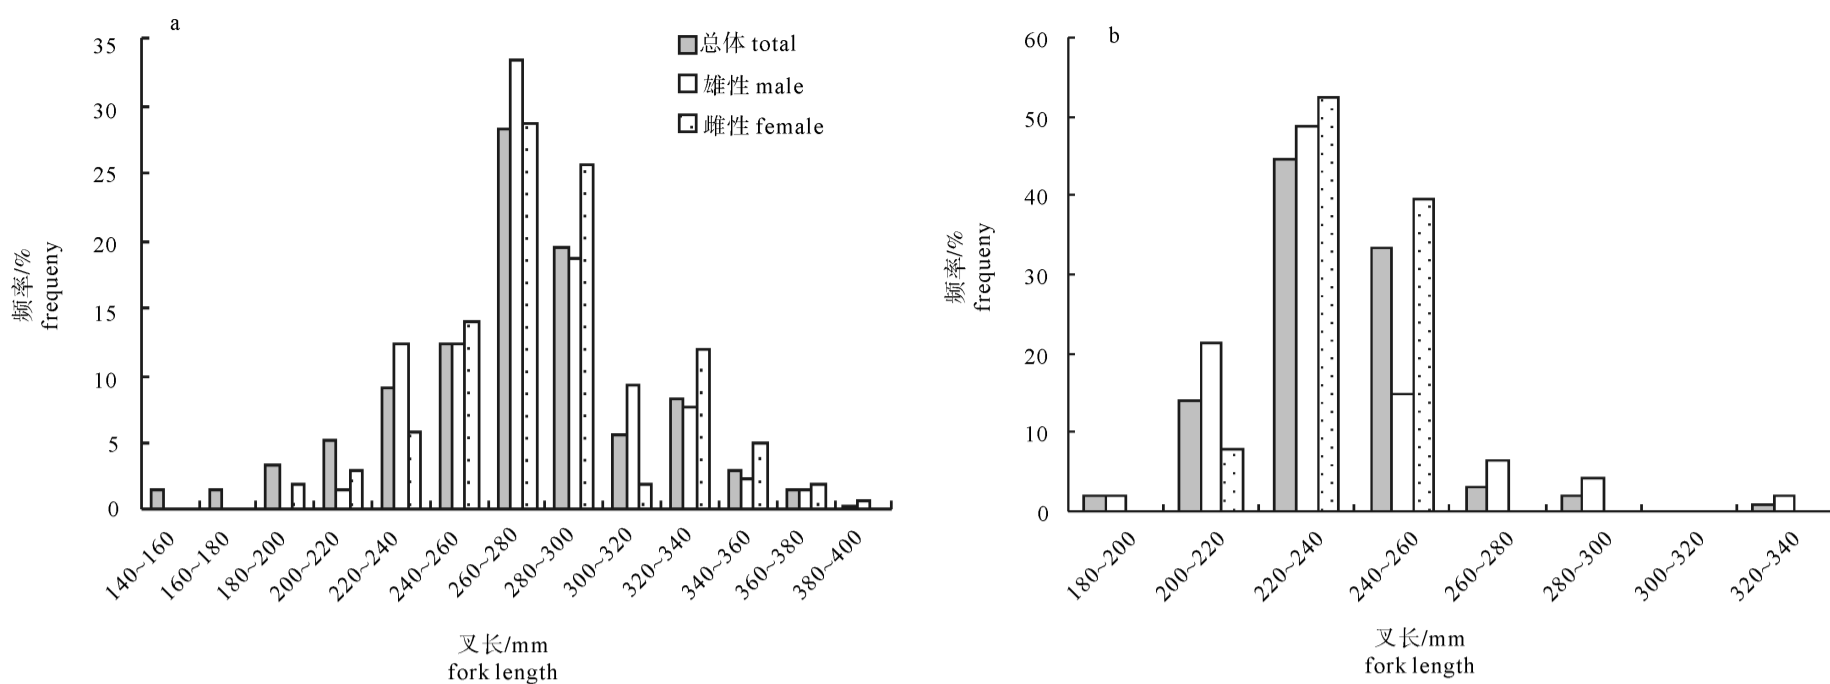 a
35
30
25
20
15
10
5
0
频率/%
frequeny
总体 total
雄性 male
雌性 female
140~160
160~180
180~200
200~220
220~240
240~260
260~280
280~300
300~320
320~340
340~360
360~380
380~400
叉长/mm
fork length
b
60
50
40
30
20
10
0
频率/%
frequeny
180~200
200~220
220~240
240~260
260~280
280~300
300~320
320~340
叉长/mm
fork length